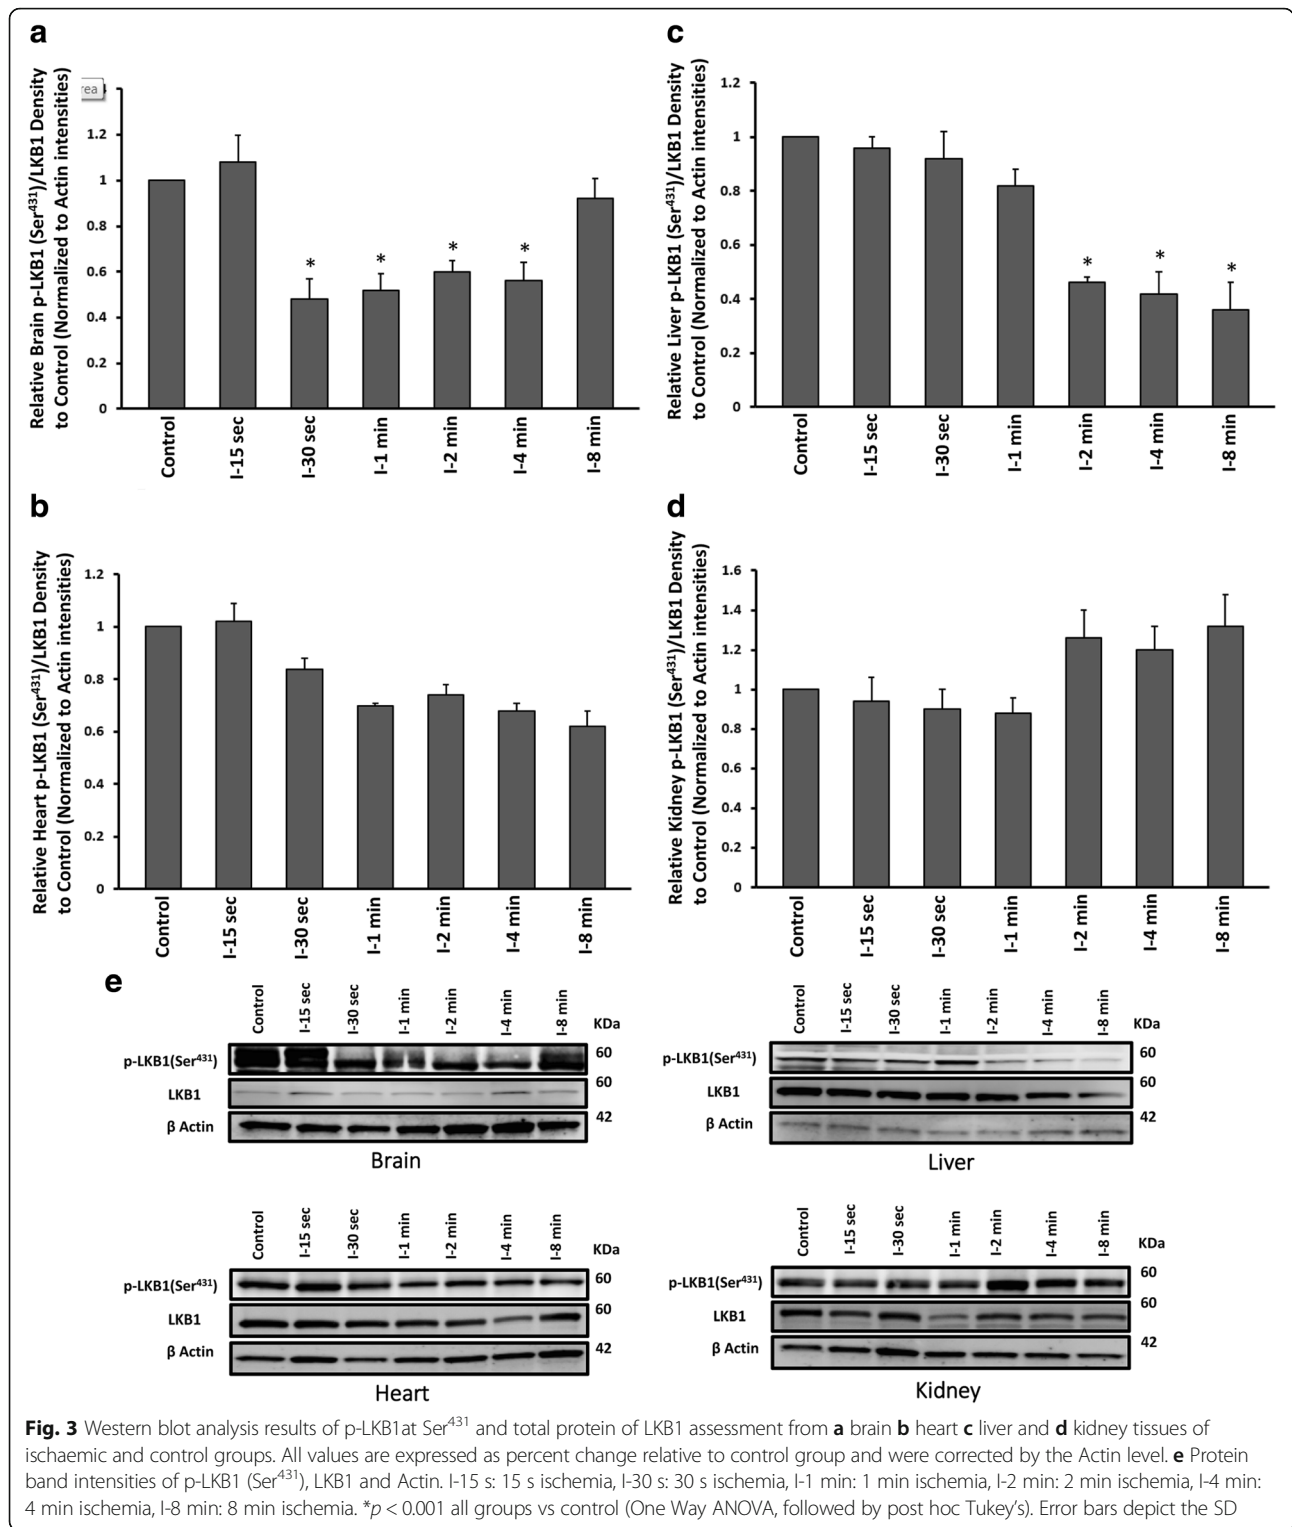 a
Relative Brain p-LKB1 (Ser431)/LKB1 Density
to Control (Normalized to Actin intensities)
rea
4
1.2
1
0.8
0.6
0.4
0.2
0
*
*
*
*
Control
I-15 sec
I-30 sec
I-1 min
I-2 min
I-4 min
I-8 min
c
Relative Liver p-LKB1 (Ser431)/LKB1 Density
to Control (Normalized to Actin intensities)
1.2
1
0.8
0.6
0.4
0.2
0
*
*
*
Control
I-15 sec
I-30 sec
I-1 min
I-2 min
I-4 min
I-8 min
b
Relative Heart p-LKB1 (Ser431)/LKB1 Density
to Control (Normalized to Actin intensities)
1.2
1
0.8
0.6
0.4
0.2
0
Control
I-15 sec
I-30 sec
I-1 min
I-2 min
I-4 min
I-8 min
d
Relative Kidney p-LKB1 (Ser431)/LKB1 Density
to Control (Normalized to Actin intensities)
1.6
1.4
1.2
1
0.8
0.6
0.4
0.2
0
Control
I-15 sec
I-30 sec
I-1 min
I-2 min
I-4 min
I-8 min
e
Control
I-15 sec
I-30 sec
I-1 min
I-2 min
I-4 min
I-8 min
KDa
p-LKB1(Ser431)
60
LKB1
60
β Actin
42
Brain
Control
I-15 sec
I-30 sec
I-1 min
I-2 min
I-4 min
I-8 min
KDa
p-LKB1(Ser431)
60
LKB1
60
β Actin
42
Liver
Control
I-15 sec
I-30 sec
I-1 min
I-2 min
I-4 min
I-8 min
KDa
p-LKB1(Ser431)
60
LKB1
60
β Actin
42
Heart
Control
I-15 sec
I-30 sec
I-1 min
I-2 min
I-4 min
I-8 min
KDa
p-LKB1(Ser431)
60
LKB1
60
β Actin
42
Kidney
Fig. 3 Western blot analysis results of p-LKB1at Ser431 and total protein of LKB1 assessment from a brain b heart c liver and d kidney tissues of
ischaemic and control groups. All values are expressed as percent change relative to control group and were corrected by the Actin level. e Protein
band intensities of p-LKB1 (Ser431), LKB1 and Actin. I-15 s: 15 s ischemia, I-30 s: 30 s ischemia, I-1 min: 1 min ischemia, I-2 min: 2 min ischemia, I-4 min:
4 min ischemia, I-8 min: 8 min ischemia. *p < 0.001 all groups vs control (One Way ANOVA, followed by post hoc Tukey's). Error bars depict the SD